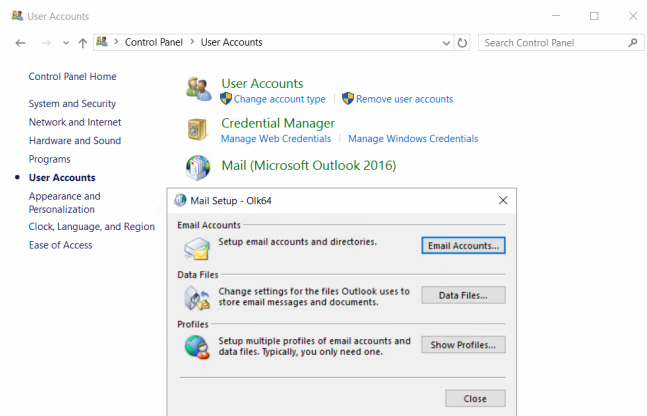 User Accounts
Control Panel > User Accounts
Search Control Panel
Control Panel Home
System and Security
Network and Internet
Hardware and Sound
Programs
User Accounts
Appearance and
Personalization
Clock, Language, and Region
Ease of Access
User Accounts
Change account type
Remove user accounts
Credential Manager
Manage Web Credentials
Manage Windows Credentials
Mail (Microsoft Outlook 2016)
Mail Setup - Olk64
Email Accounts
Setup email accounts and directories.
Email Accounts...
Data Files
Change settings for the files Outlook uses to
store email messages and documents.
Data Files...
Profiles
Setup multiple profiles of email accounts and
data files. Typically, you only need one.
Show Profiles...
Close